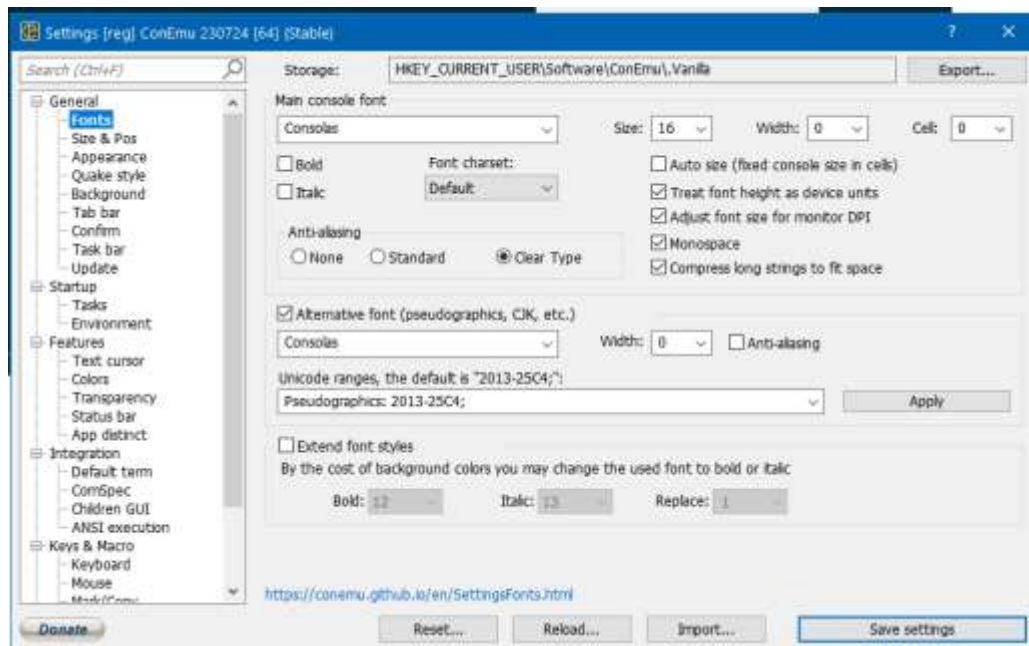 Settings [reg] ConEmu 230724 [64] {Stable}
Search (Ctrl+F)
General
Fonts
Size & Pos
Appearance
Quake style
Background
Tab bar
Confirm
Task bar
Update
Startup
Tasks
Environment
Features
Text cursor
Colors
Transparency
Status bar
App distinct
Integration
Default term
ComSpec
Children GUI
ANSI execution
Keys & Macro
Keyboard
Mouse
Mark/Copy
Donate
Storage: HKEY_CURRENT_USER\Software\ConEmu\.Vanilla Export...
Main console font
Consolas Size: 16 Width: 0 Cell: 0
Bold Font charset: Auto size (fixed console size in cells)
Italic Default Treat font height as device units
Adjust font size for monitor DPI
Anti-aliasing Monospace
None Standard Clear Type Compress long strings to fit space
Alternative font (pseudographics, CJK, etc.)
Consolas Width: 0 Anti-aliasing
Unicode ranges, the default is "2013-25C4;":
Pseudographics: 2013-25C4; Apply
Extend font styles
By the cost of background colors you may change the used font to bold or italic
Bold: 12 Italic: 13 Replace: 1
https://conemu.github.io/en/SettingsFonts.html
Reset... Reload... Import... Save settings